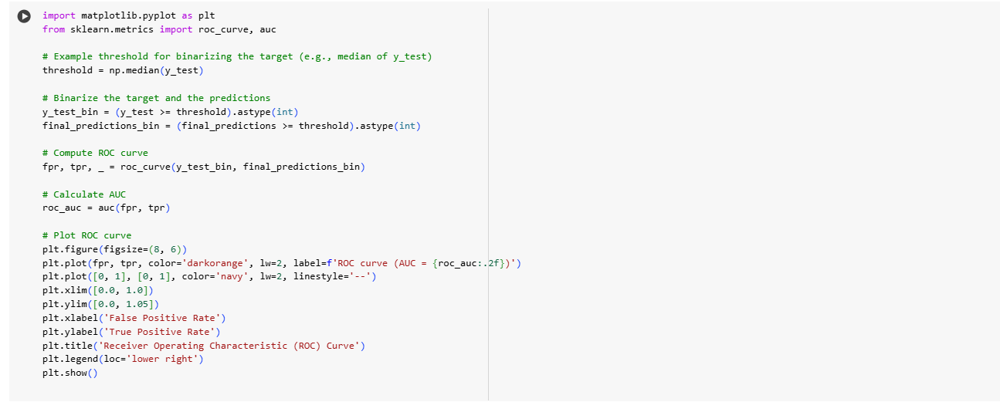 import matplotlib.pyplot as plt
from sklearn.metrics import roc_curve, auc
# Example threshold for binarizing the target (e.g., median of y_test)
threshold = np.median(y_test)
# Binarize the target and the predictions
y_test_bin = (y_test >= threshold).astype(int)
final_predictions_bin = (final_predictions >= threshold).astype(int)
# Compute ROC curve
fpr, tpr, _ = roc_curve(y_test_bin, final_predictions_bin)
# Calculate AUC
roc_auc = auc(fpr, tpr)
# Plot ROC curve
plt.figure(figsize=(8, 6))
plt.plot(fpr, tpr, color='darkorange', lw=2, label=f'ROC curve (AUC = {roc_auc:.2f})')
plt.plot([0, 1], [0, 1], color='navy', lw=2, linestyle='--')
plt.xlim([0.0, 1.0])
plt.ylim([0.0, 1.05])
plt.xlabel('False Positive Rate')
plt.ylabel('True Positive Rate')
plt.title('Receiver Operating Characteristic (ROC) Curve')
plt.legend(loc='lower right')
plt.show()